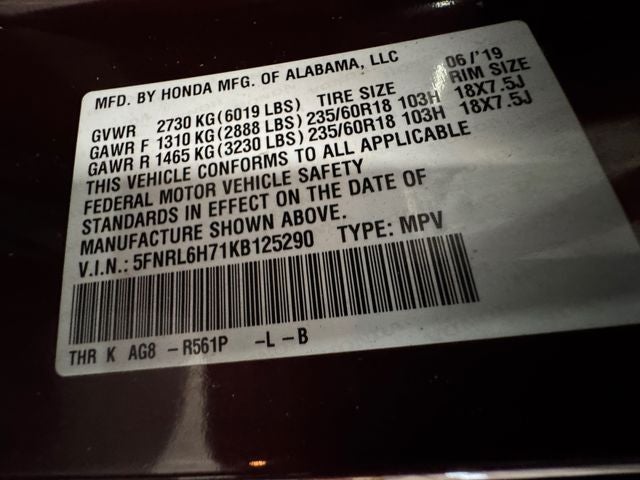 MFD. BY HONDA MFG. OF ALABAMA, LLC 06/'19
GVWR 2730 KG(6019 LBS) TIRE SIZE RIM SIZE
GAWR F 1310 KG(2888 LBS) 235/60R18 103H 18X7.5J
GAWR R 1465 KG(3230 LBS) 235/60R18 103H 18X7.5J
THIS VEHICLE CONFORMS TO ALL APPLICABLE
FEDERAL MOTOR VEHICLE SAFETY
STANDARDS IN EFFECT ON THE DATE OF
MANUFACTURE SHOWN ABOVE.
V.I.N.: 5FNRL6H71KB125290 TYPE: MPV
THR K AG8 -R561P -L -B